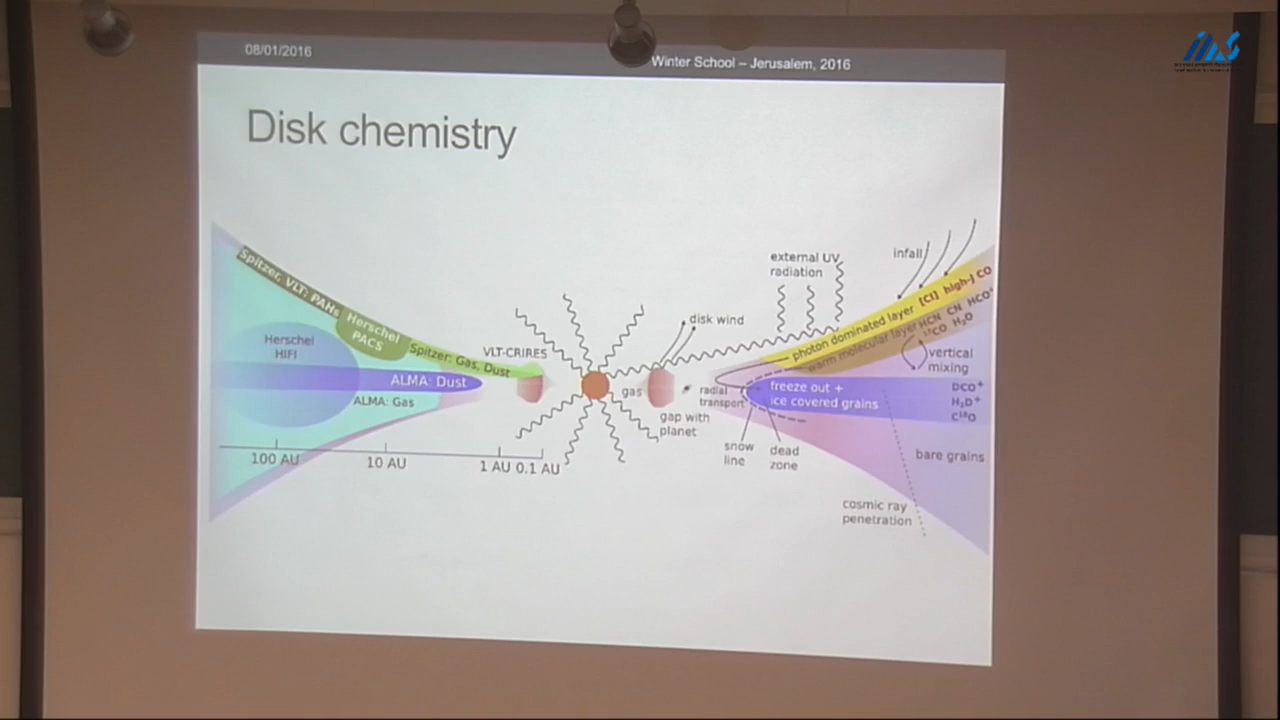 08/01/2016
Winter School – Jerusalem, 2016
Disk chemistry
Spitzer, VLT: PAHs
Herschel
PACS
Spitzer: Gas, Dust
VLT-CRIRES
Herschel
HIFI
ALMA: Dust
ALMA: Gas
100 AU
10 AU
1 AU
0.1 AU
disk wind
gas
gap with
planet
radial
transport
snow
line
dead
zone
external UV
radiation
infall
photon dominated layer
[CI] high-J CO
warm molecular layer
HCN CN HCO⁺
¹³CO H₂O
vertical
mixing
freeze out +
ice covered grains
DCO⁺
H₂D⁺
C¹⁸O
bare grains
cosmic ray
penetration